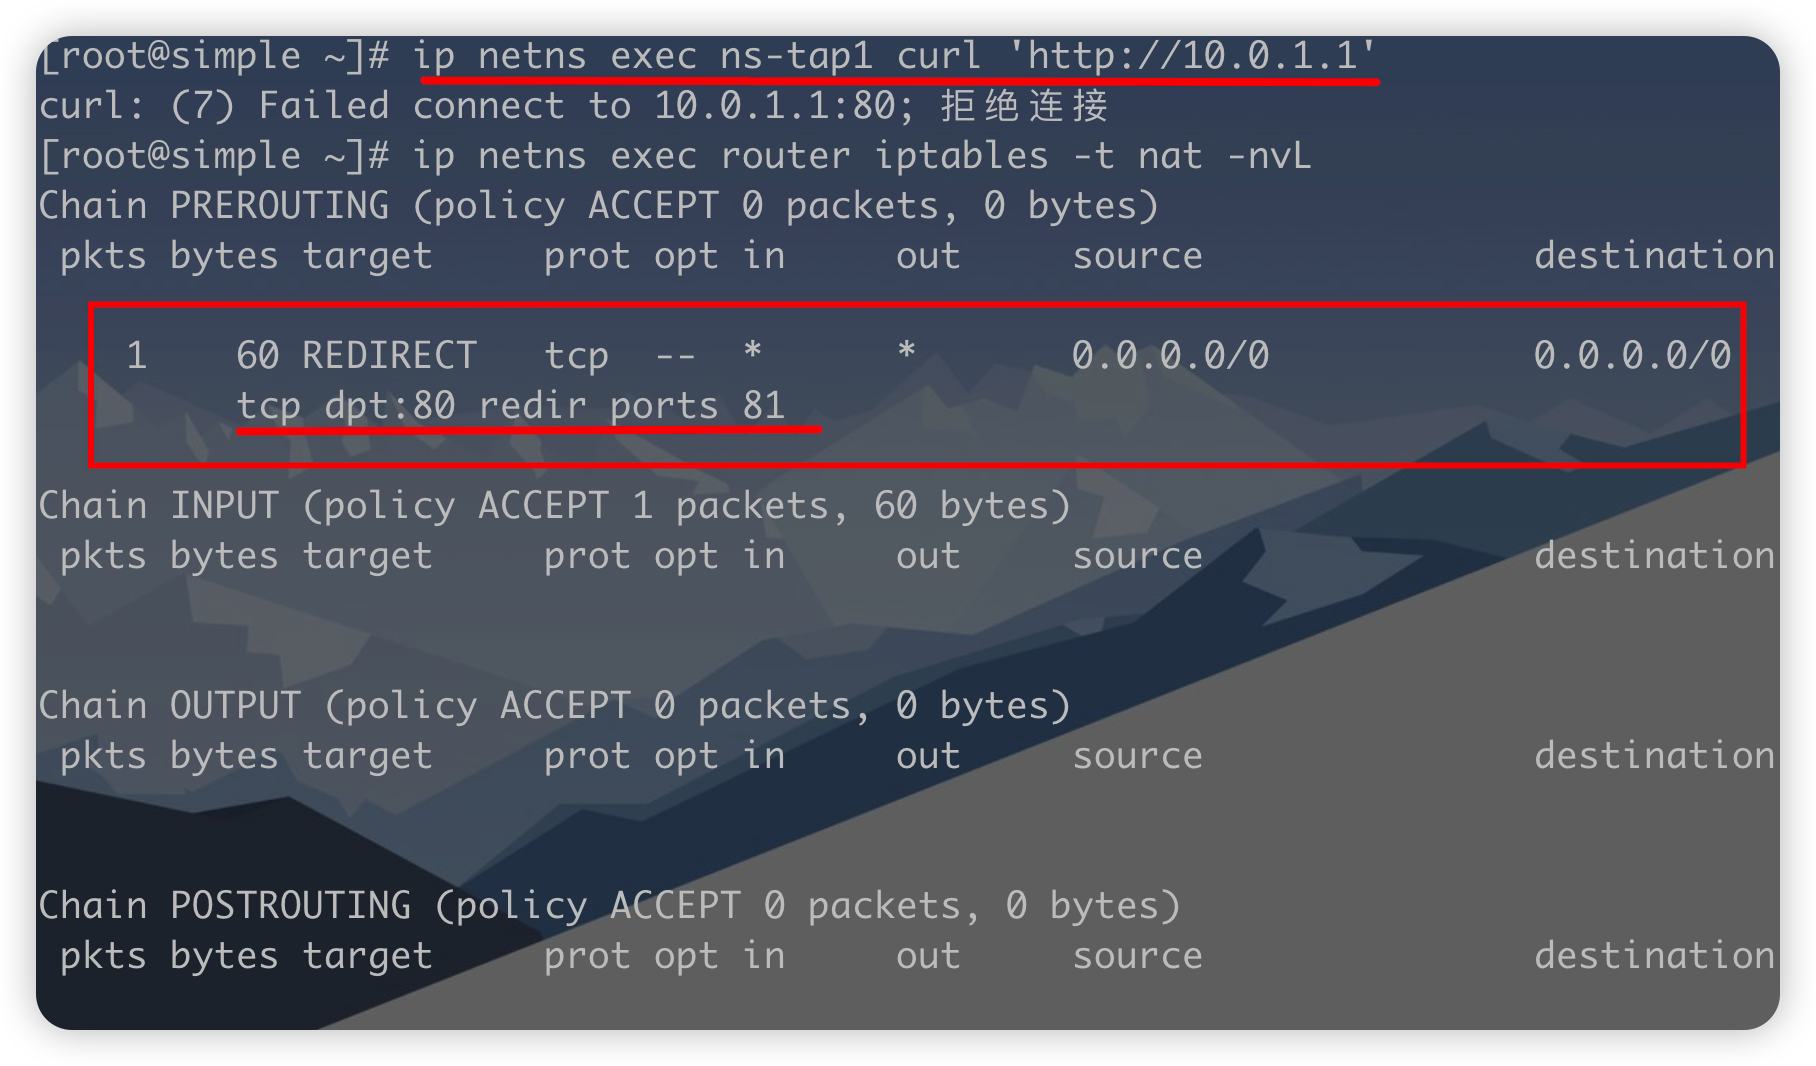 [root@simple ~]# ip netns exec ns-tap1 curl 'http://10.0.1.1'
curl: (7) Failed connect to 10.0.1.1:80; 拒绝连接
[root@simple ~]# ip netns exec router iptables -t nat -nvL
Chain PREROUTING (policy ACCEPT 0 packets, 0 bytes)
 pkts bytes target     prot opt in     out     source               destination
    1    60 REDIRECT   tcp  --  *      *       0.0.0.0/0            0.0.0.0/0
         tcp dpt:80 redir ports 81
Chain INPUT (policy ACCEPT 1 packets, 60 bytes)
 pkts bytes target     prot opt in     out     source               destination
Chain OUTPUT (policy ACCEPT 0 packets, 0 bytes)
 pkts bytes target     prot opt in     out     source               destination
Chain POSTROUTING (policy ACCEPT 0 packets, 0 bytes)
 pkts bytes target     prot opt in     out     source               destination